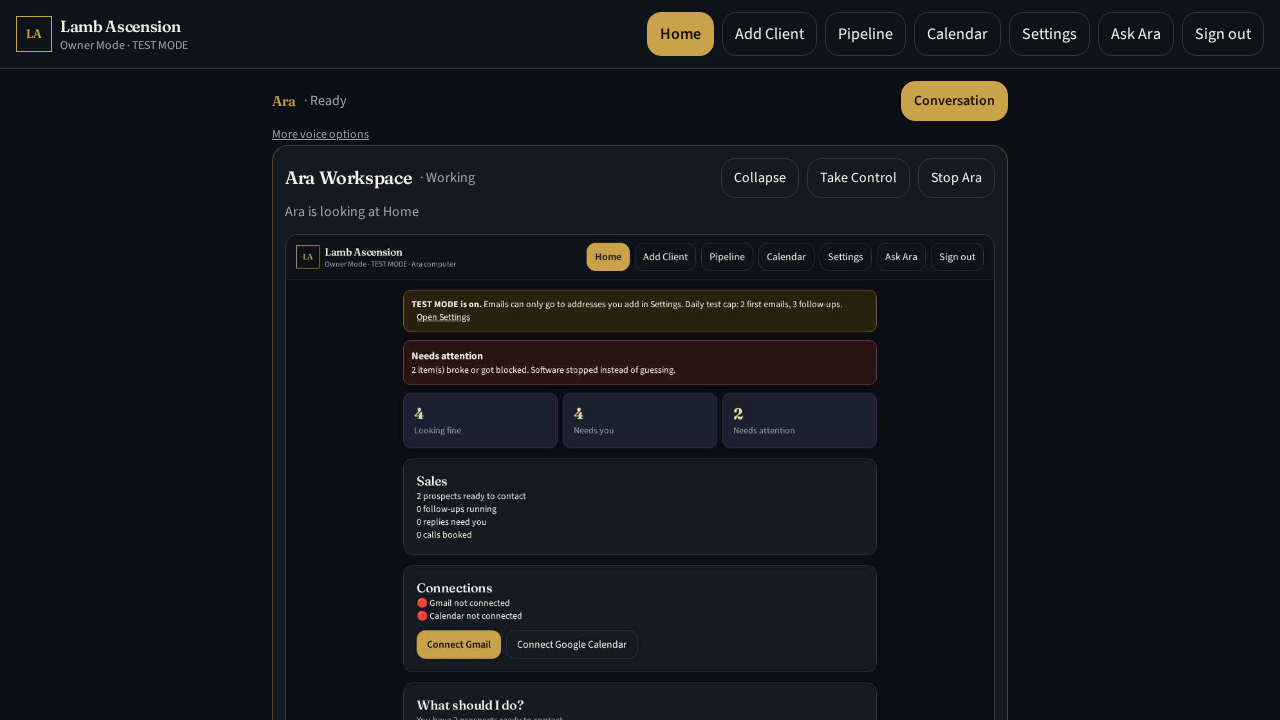 LA
Lamb Ascension
Owner Mode · TEST MODE
Home
Add Client
Pipeline
Calendar
Settings
Ask Ara
Sign out
Ara · Ready
Conversation
More voice options
Ara Workspace · Working
Collapse
Take Control
Stop Ara
Ara is looking at Home
LA
Lamb Ascension
Owner Mode · TEST MODE · Ara computer
Home
Add Client
Pipeline
Calendar
Settings
Ask Ara
Sign out
TEST MODE is on. Emails can only go to addresses you add in Settings. Daily test cap: 2 first emails, 3 follow-ups.
Open Settings
Needs attention
2 item(s) broke or got blocked. Software stopped instead of guessing.
4
Looking fine
4
Needs you
2
Needs attention
Sales
2 prospects ready to contact
0 follow-ups running
0 replies need you
0 calls booked
Connections
🔴 Gmail not connected
🔴 Calendar not connected
Connect Gmail
Connect Google Calendar
What should I do?
You have 2 prospects ready to contact.